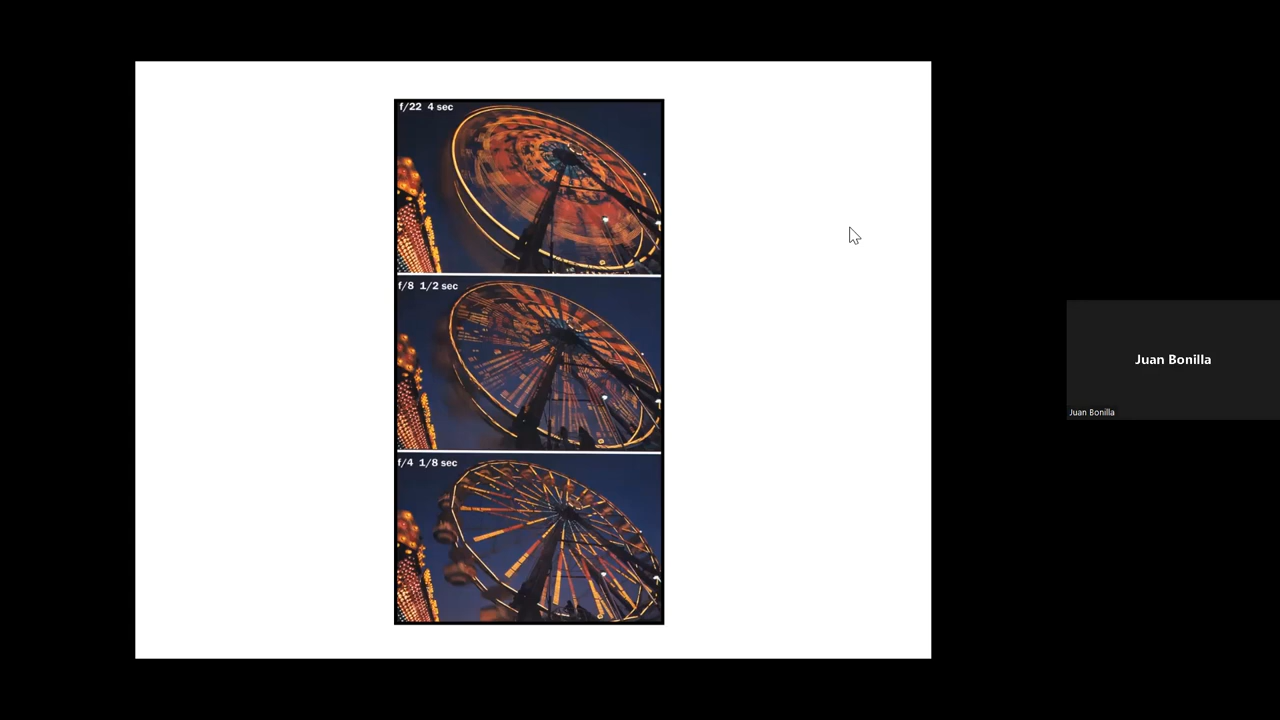 f/22 4 sec
f/8 1/2 sec
f/4 1/8 sec
Juan Bonilla
Juan Bonilla